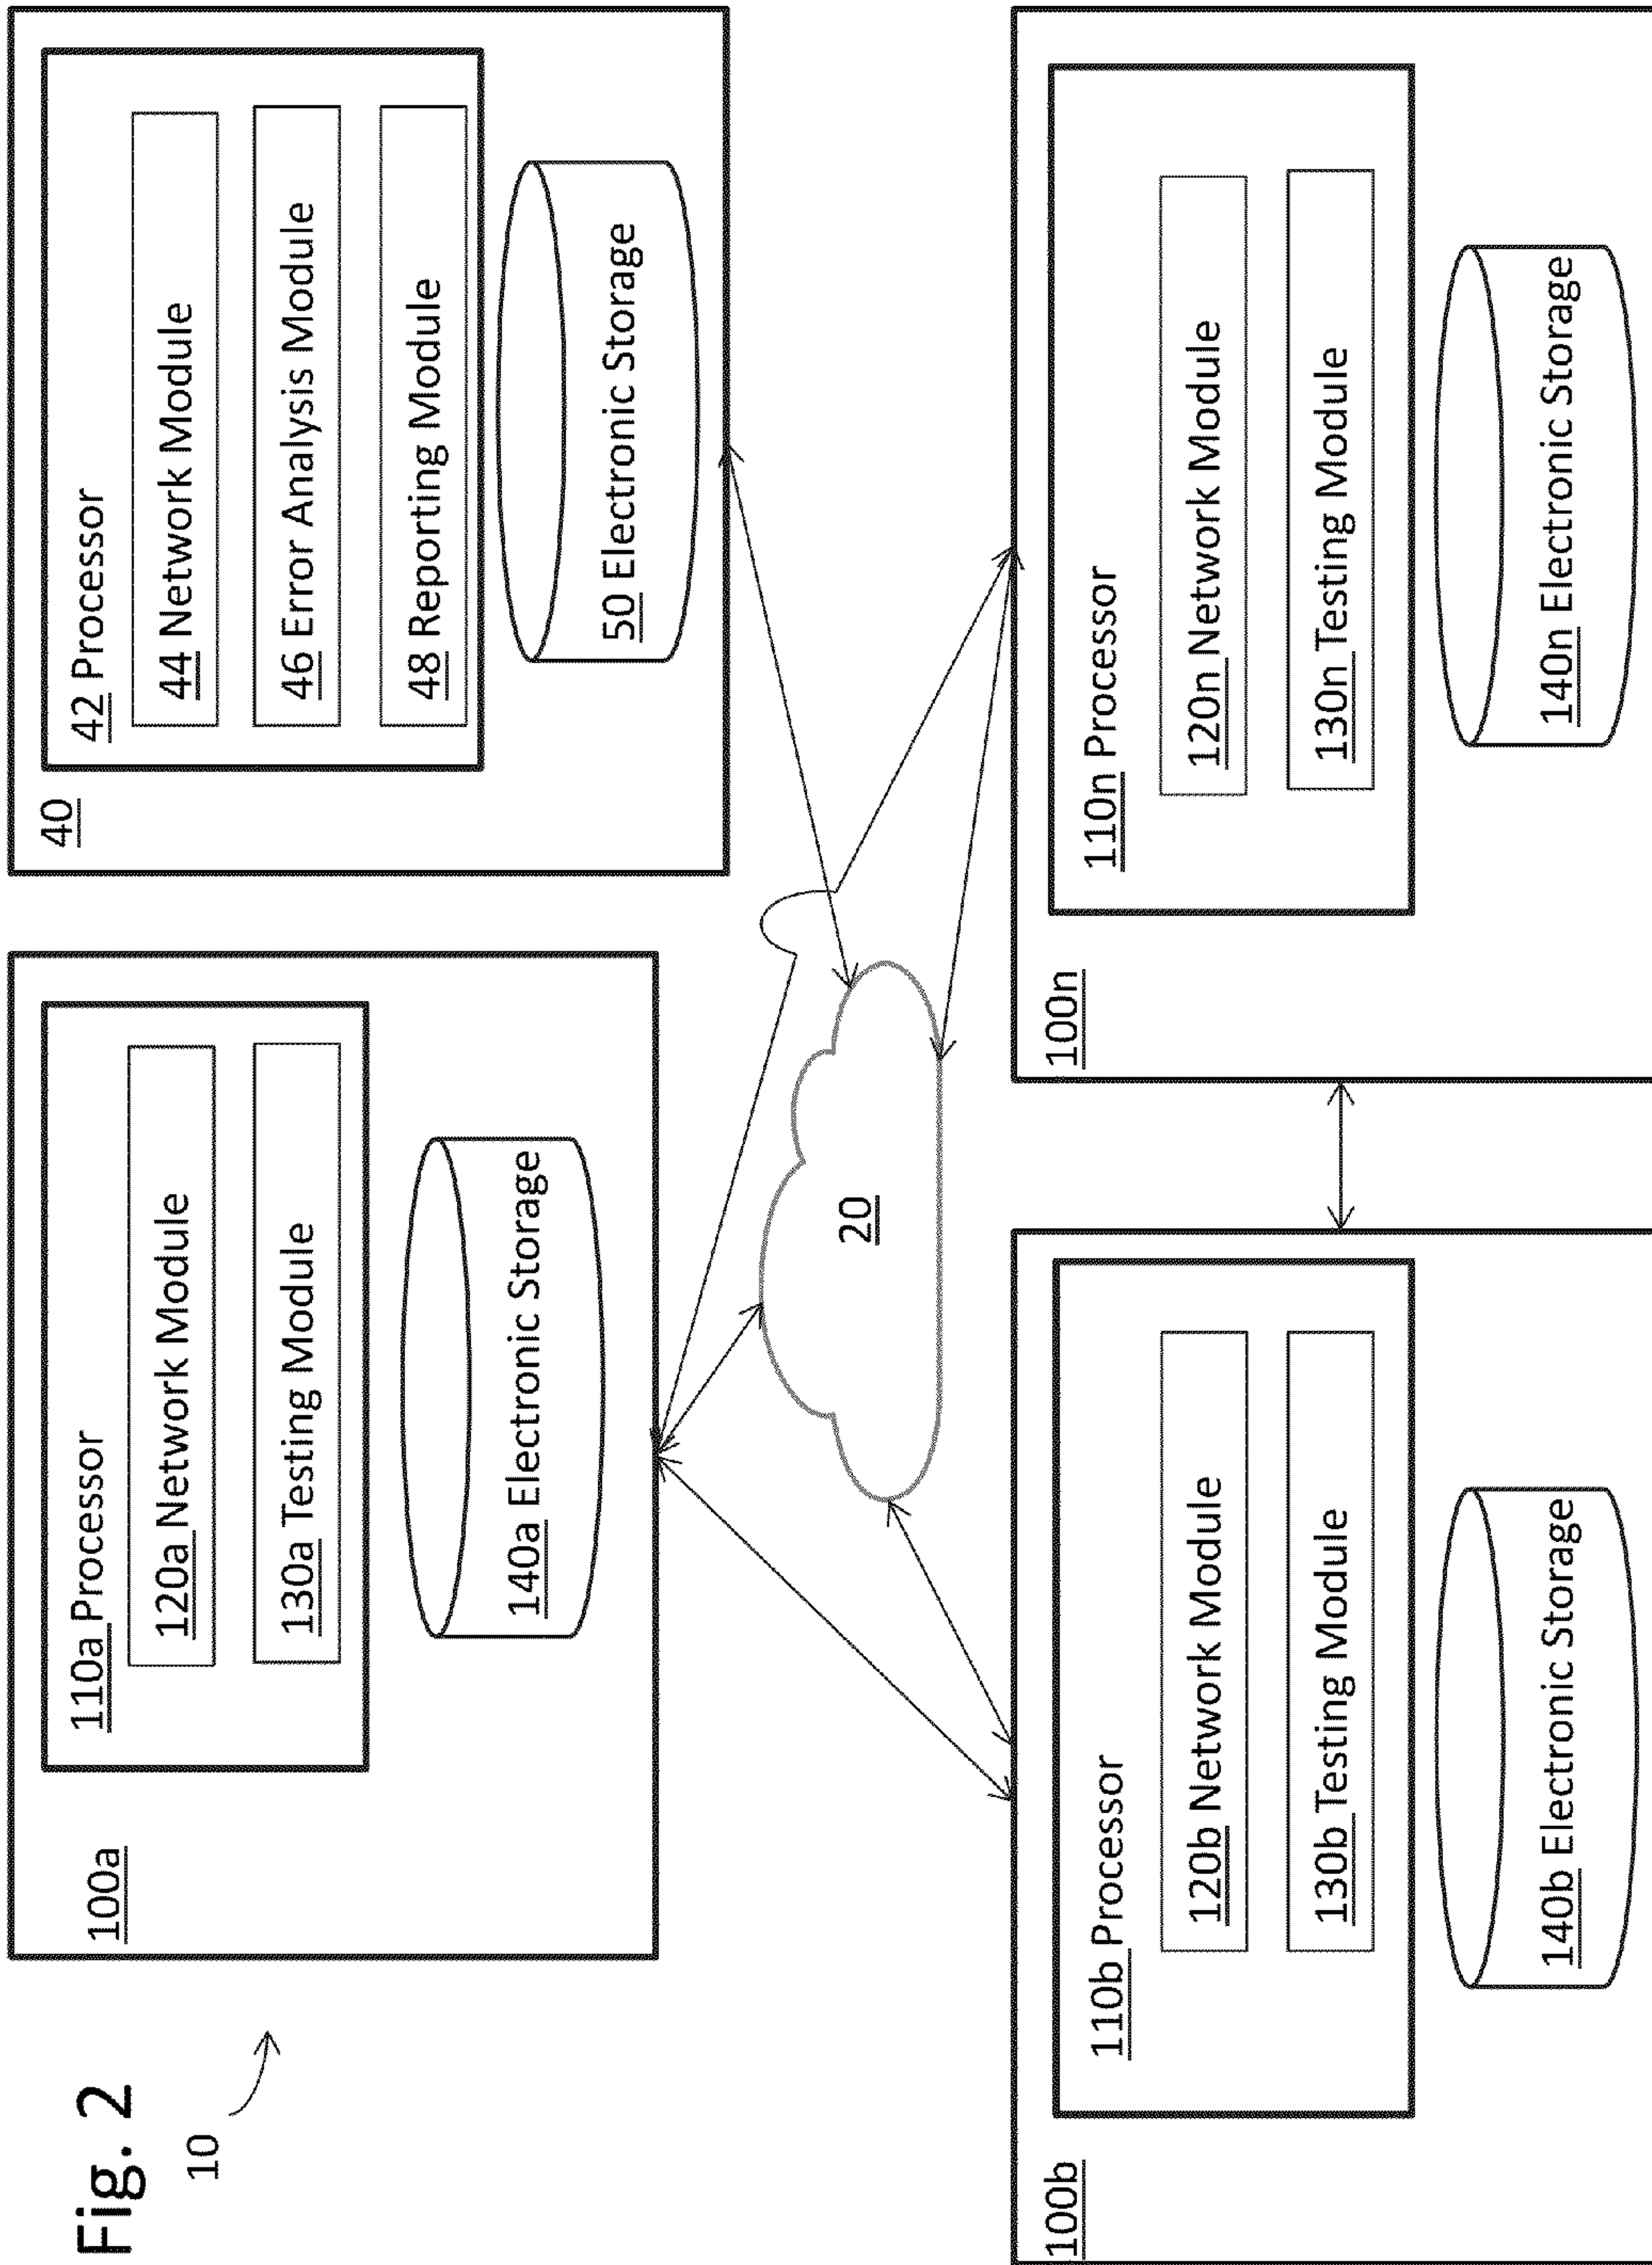 Fig. 2
10
100a
110a Processor
120a Network Module
130a Testing Module
140a Electronic Storage
40
42 Processor
44 Network Module
46 Error Analysis Module
48 Reporting Module
50 Electronic Storage
20
100b
110b Processor
120b Network Module
130b Testing Module
140b Electronic Storage
100n
110n Processor
120n Network Module
130n Testing Module
140n Electronic Storage